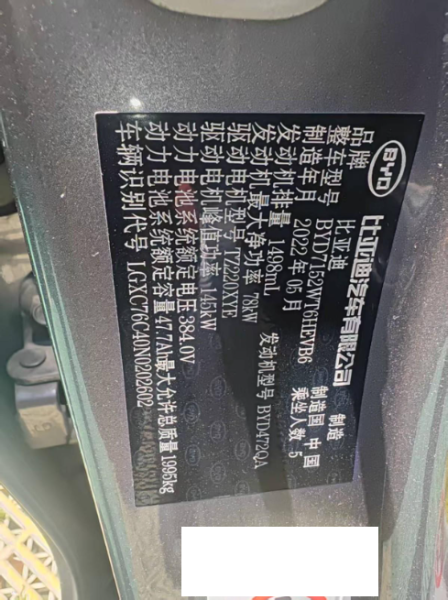 BYD 比亚迪汽车有限公司 制造
品牌 比亚迪 制造国 中国
整车型号 BYD7152WT6HEVB6 乘坐人数 5
制造年月 2022年05月
发动机排量 1498mL 发动机型号 BYD472QA
发动机最大净功率 78kW
驱动电机型号 TZ220XYE
驱动电机峰值功率 145kW
动力电池系统额定电压 384.0V
动力电池系统额定容量 47.7Ah 最大允许总质量 1995kg
车辆识别代号 LGXC76C40N0202602